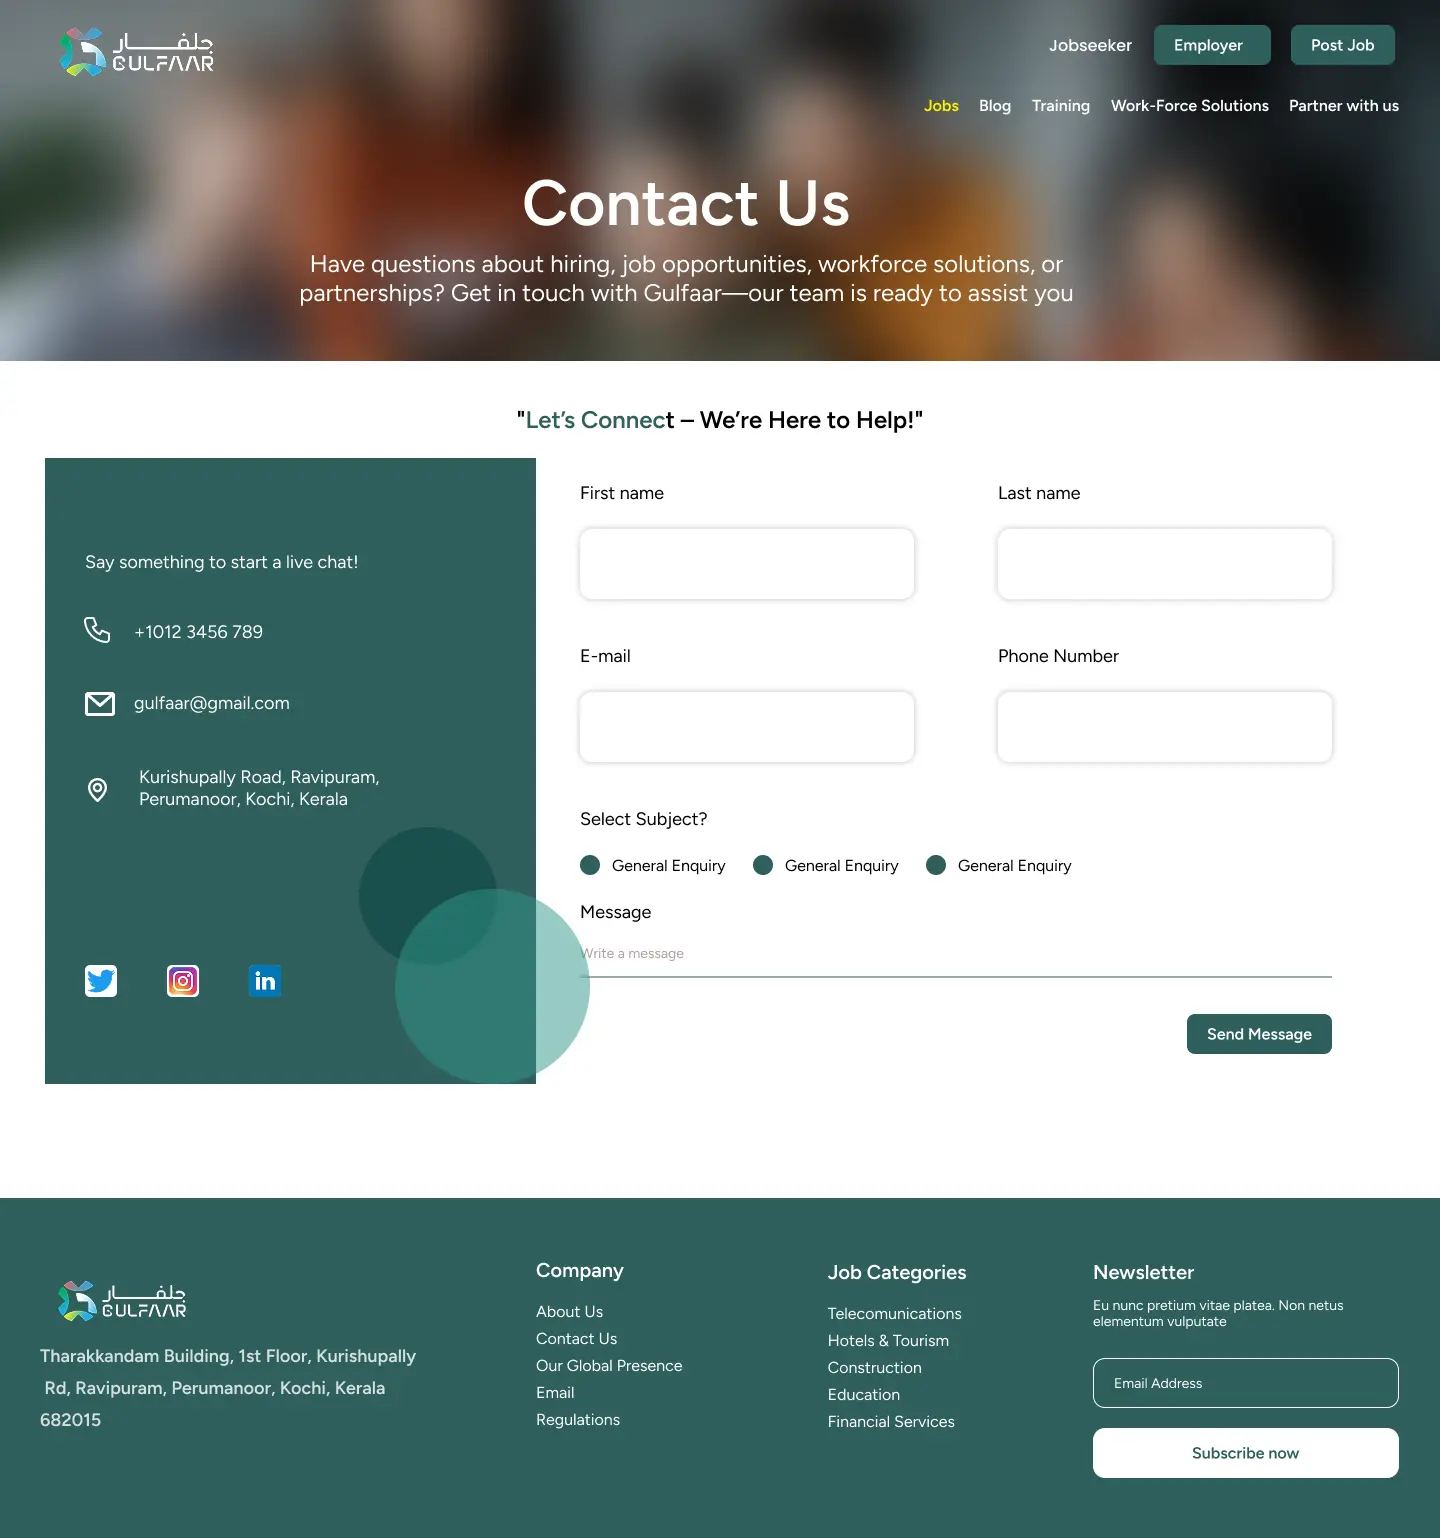 جلفار
GULFAAR
Jobseeker
Employer
Post Job
Jobs
Blog
Training
Work-Force Solutions
Partner with us
Contact Us
Have questions about hiring, job opportunities, workforce solutions, or
partnerships? Get in touch with Gulfaar—our team is ready to assist you
"Let’s Connect – We’re Here to Help!"
Say something to start a live chat!
+1012 3456 789
gulfaar@gmail.com
Kurishupally Road, Ravipuram,
Perumanoor, Kochi, Kerala
in
First name
Last name
E-mail
Phone Number
Select Subject?
General Enquiry
General Enquiry
General Enquiry
Message
Write a message
Send Message
جلفار
GULFAAR
Tharakkandam Building, 1st Floor, Kurishupally
Rd, Ravipuram, Perumanoor, Kochi, Kerala
682015
Company
About Us
Contact Us
Our Global Presence
Email
Regulations
Job Categories
Telecomunications
Hotels & Tourism
Construction
Education
Financial Services
Newsletter
Eu nunc pretium vitae platea. Non netus
elementum vulputate
Email Address
Subscribe now